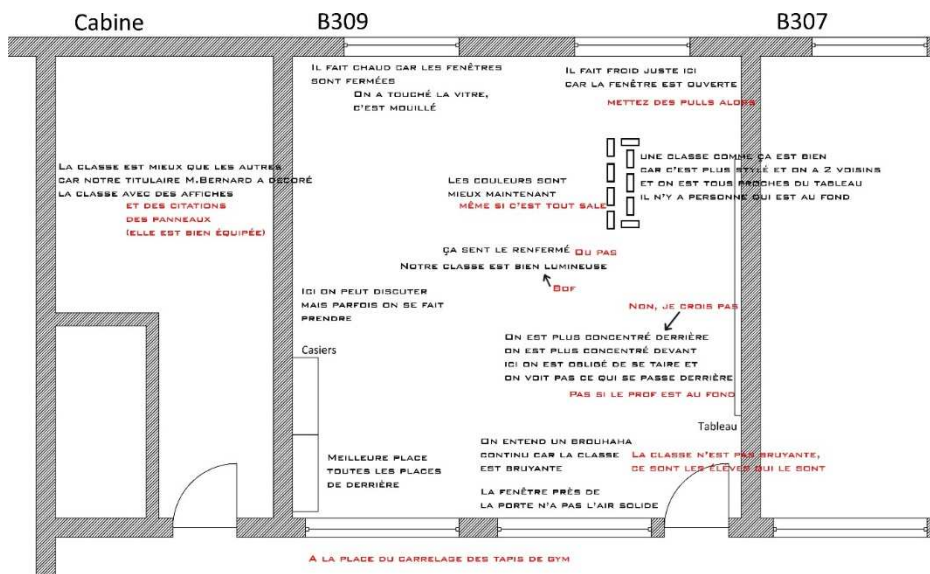 Cabine
B309
B307
Il fait chaud car les fenêtres
sont fermées
On a touché la vitre,
c'est mouillé
Il fait froid juste ici
car la fenêtre est ouverte
mettez des pulls alors
La classe est mieux que les autres
car notre titulaire M.Bernard a décoré
la classe avec des affiches
et des citations
des panneaux
(elle est bien équipée)
Les couleurs sont
mieux maintenant
même si c'est tout sale
une classe comme ça est bien
car c'est plus stylé et on a 2 voisins
et on est tous proches du tableau
il n'y a personne qui est au fond
ça sent le renfermé Ou pas
Notre classe est bien lumineuse
Bof
Ici on peut discuter
mais parfois on se fait
prendre
Non, je crois pas
On est plus concentré derrière
on est plus concentré devant
ici on est obligé de se taire et
on voit pas ce qui se passe derrière
Pas si le prof est au fond
Casiers
Tableau
Meilleure place
toutes les places
de derrière
On entend un brouhaha
continu car la classe
est bruyante
La classe n'est pas bruyante,
ce sont les élèves qui le sont
La fenêtre près de
la porte n'a pas l'air solide
A la place du carrelage des tapis de gym